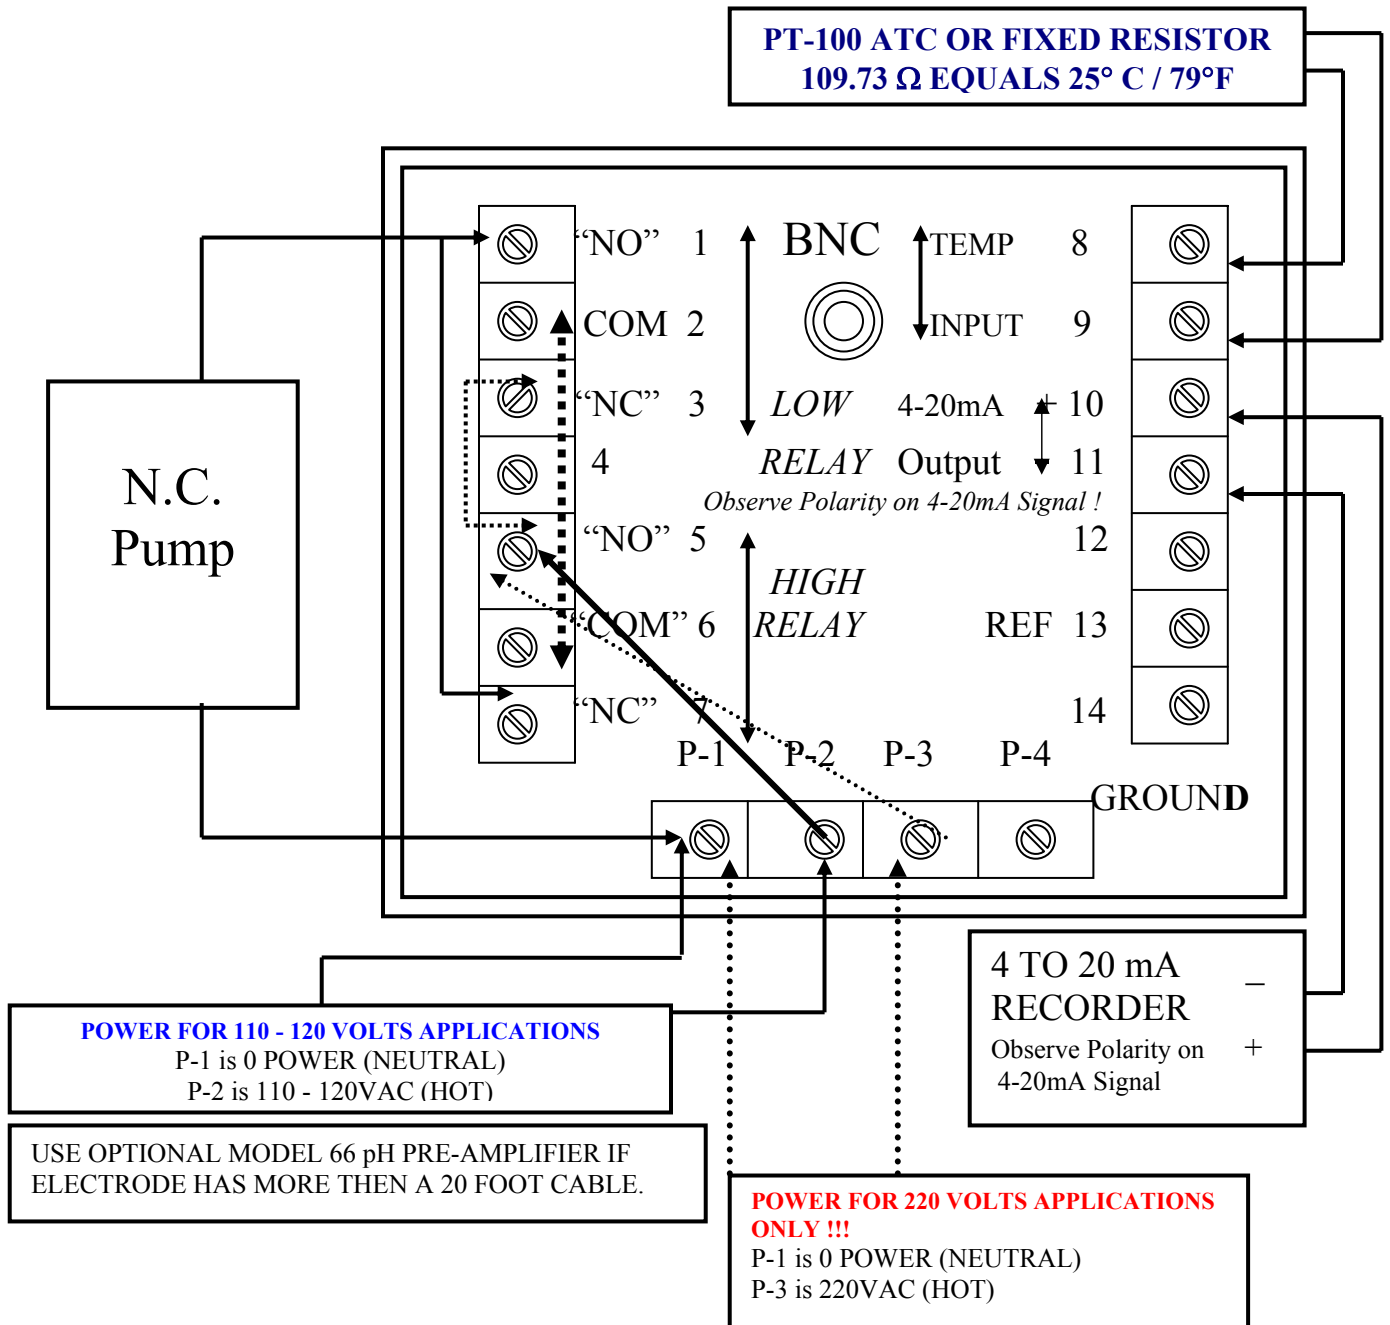 PT-100 ATC OR FIXED RESISTOR
109.73 Ω EQUALS 25° C / 79°F
“NO” 1
BNC
TEMP 8
COM 2
INPUT 9
“NC” 3
LOW
4-20mA + 10
4
RELAY
Output - 11
Observe Polarity on 4-20mA Signal !
N.C.
Pump
“NO” 5
12
HIGH
“COM” 6
RELAY
REF 13
“NC” 7
14
P-1 P-2 P-3 P-4
GROUND
4 TO 20 mA
RECORDER
–
Observe Polarity on
+
4-20mA Signal
POWER FOR 110 - 120 VOLTS APPLICATIONS
P-1 is 0 POWER (NEUTRAL)
P-2 is 110 - 120VAC (HOT)
USE OPTIONAL MODEL 66 pH PRE-AMPLIFIER IF
ELECTRODE HAS MORE THEN A 20 FOOT CABLE.
POWER FOR 220 VOLTS APPLICATIONS
ONLY !!!
P-1 is 0 POWER (NEUTRAL)
P-3 is 220VAC (HOT)